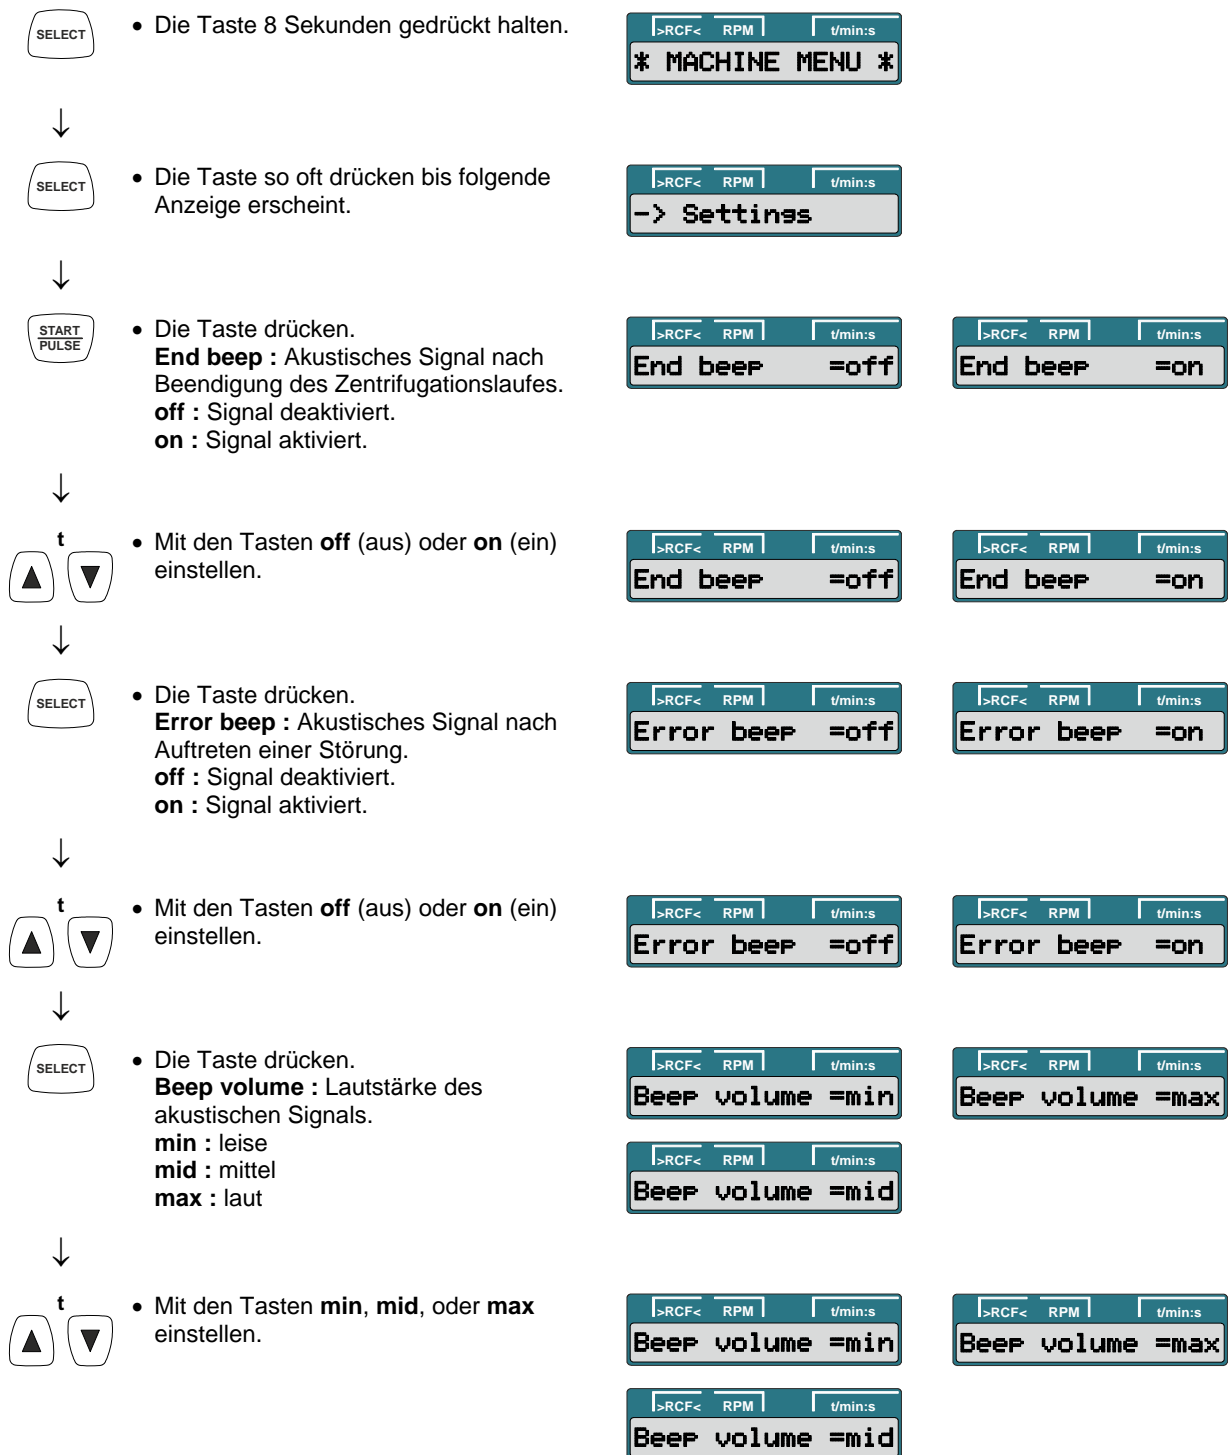 SELECT
• Die Taste 8 Sekunden gedrückt halten.
>RCF< RPM t/min:s
* MACHINE MENU *
↓
SELECT
• Die Taste so oft drücken bis folgende
Anzeige erscheint.
>RCF< RPM t/min:s
-> Settings
↓
START
PULSE
• Die Taste drücken.
End beep : Akustisches Signal nach
Beendigung des Zentrifugationslaufes.
off : Signal deaktiviert.
on : Signal aktiviert.
>RCF< RPM t/min:s
End beep =off
>RCF< RPM t/min:s
End beep =on
↓
t
▲ ▼
• Mit den Tasten off (aus) oder on (ein)
einstellen.
>RCF< RPM t/min:s
End beep =off
>RCF< RPM t/min:s
End beep =on
↓
SELECT
• Die Taste drücken.
Error beep : Akustisches Signal nach
Auftreten einer Störung.
off : Signal deaktiviert.
on : Signal aktiviert.
>RCF< RPM t/min:s
Error beep =off
>RCF< RPM t/min:s
Error beep =on
↓
t
▲ ▼
• Mit den Tasten off (aus) oder on (ein)
einstellen.
>RCF< RPM t/min:s
Error beep =off
>RCF< RPM t/min:s
Error beep =on
↓
SELECT
• Die Taste drücken.
Beep volume : Lautstärke des
akustischen Signals.
min : leise
mid : mittel
max : laut
>RCF< RPM t/min:s
Beep volume =min
>RCF< RPM t/min:s
Beep volume =max
>RCF< RPM t/min:s
Beep volume =mid
↓
t
▲ ▼
• Mit den Tasten min, mid, oder max
einstellen.
>RCF< RPM t/min:s
Beep volume =min
>RCF< RPM t/min:s
Beep volume =max
>RCF< RPM t/min:s
Beep volume =mid